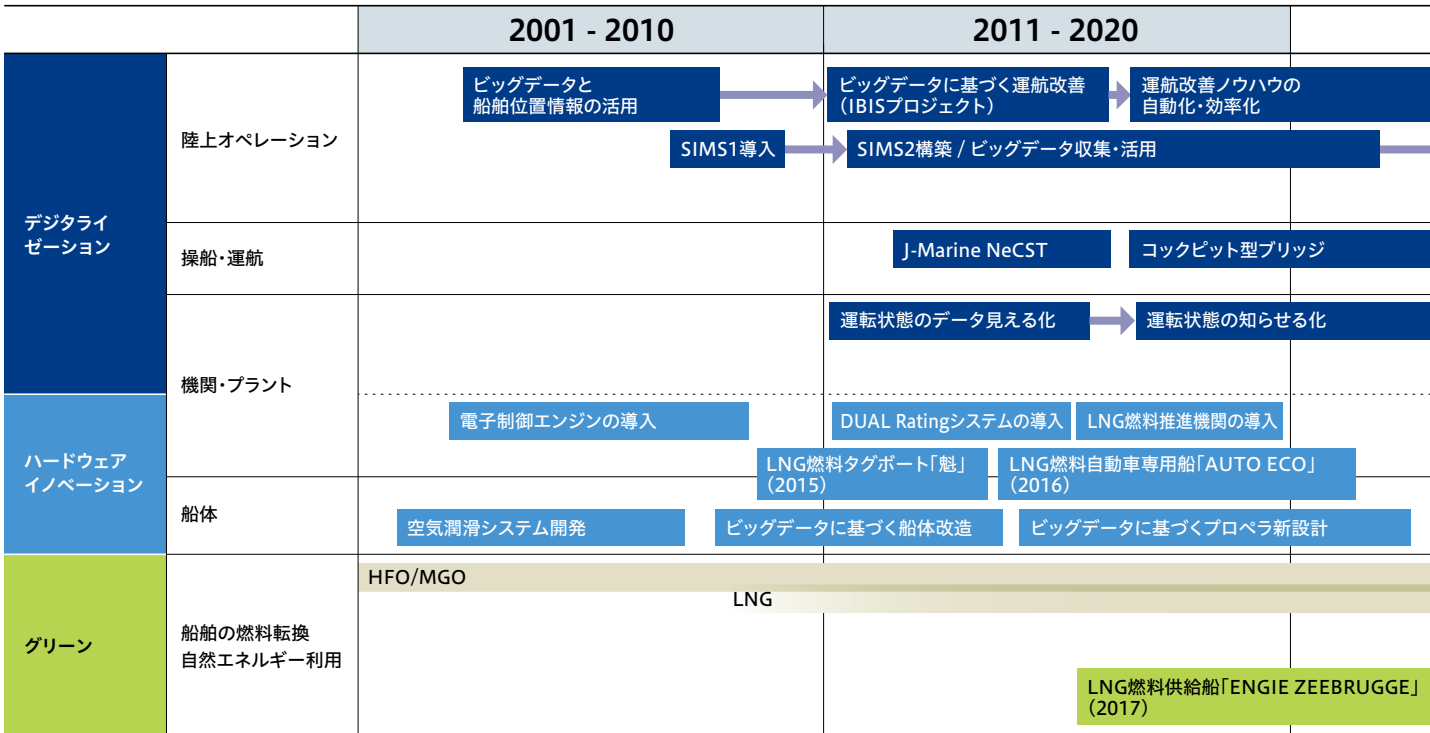 2001 - 2010
2011 - 2020
デジタライ
ゼーション
陸上オペレーション
ビッグデータと
船舶位置情報の活用
ビッグデータに基づく運航改善
（IBISプロジェクト）
運航改善ノウハウの
自動化・効率化
SIMS1導入
SIMS2構築 / ビッグデータ収集・活用
操船・運航
J-Marine NeCST
コックピット型ブリッジ
機関・プラント
運転状態のデータ見える化
運転状態の知らせる化
ハードウェア
イノベーション
電子制御エンジンの導入
DUAL Ratingシステムの導入
LNG燃料推進機関の導入
LNG燃料タグボート「魁」
（2015）
LNG燃料自動車専用船「AUTO ECO」
（2016）
船体
空気潤滑システム開発
ビッグデータに基づく船体改造
ビッグデータに基づくプロペラ新設計
グリーン
船舶の燃料転換
自然エネルギー利用
HFO/MGO
LNG
LNG燃料供給船「ENGIE ZEEBRUGGE」
（2017）